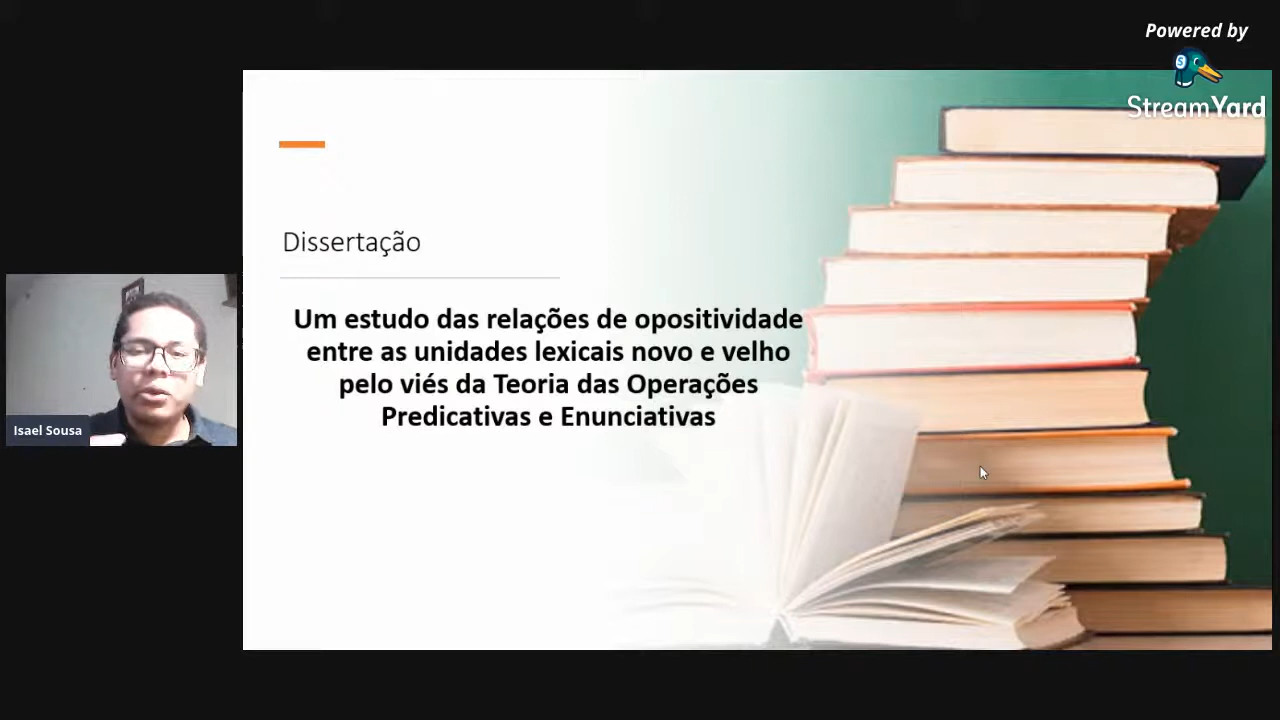 Powered by
StreamYard
Dissertação
Um estudo das relações de opositividade
entre as unidades lexicais novo e velho
pelo viés da Teoria das Operações
Predicativas e Enunciativas
Isael Sousa